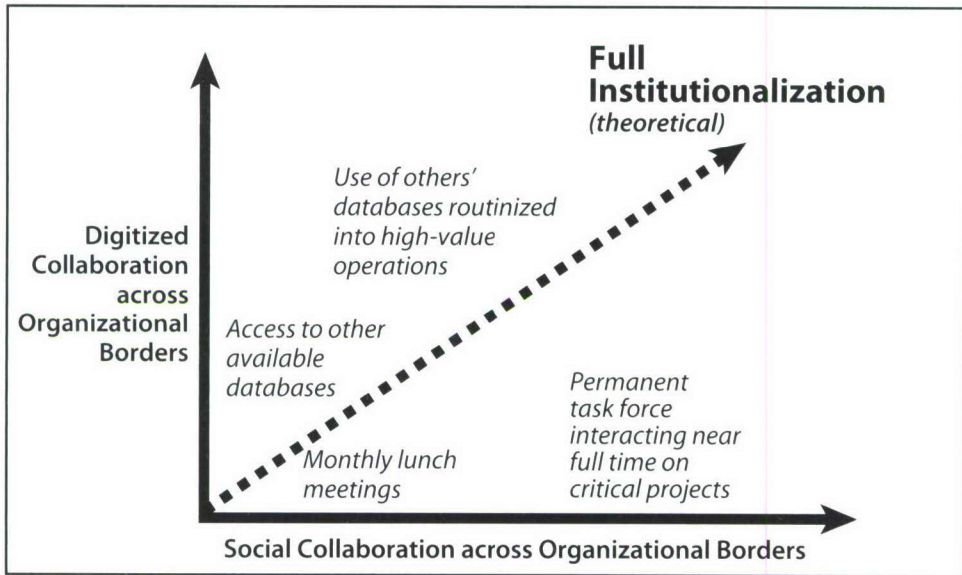 Full
Institutionalization
(theoretical)
Use of others’
databases routinized
into high-value
operations
Digitized
Collaboration
across
Organizational
Borders
Access to other
available
databases
Permanent
task force
interacting near
full time on
critical projects
Monthly lunch
meetings
Social Collaboration across Organizational Borders